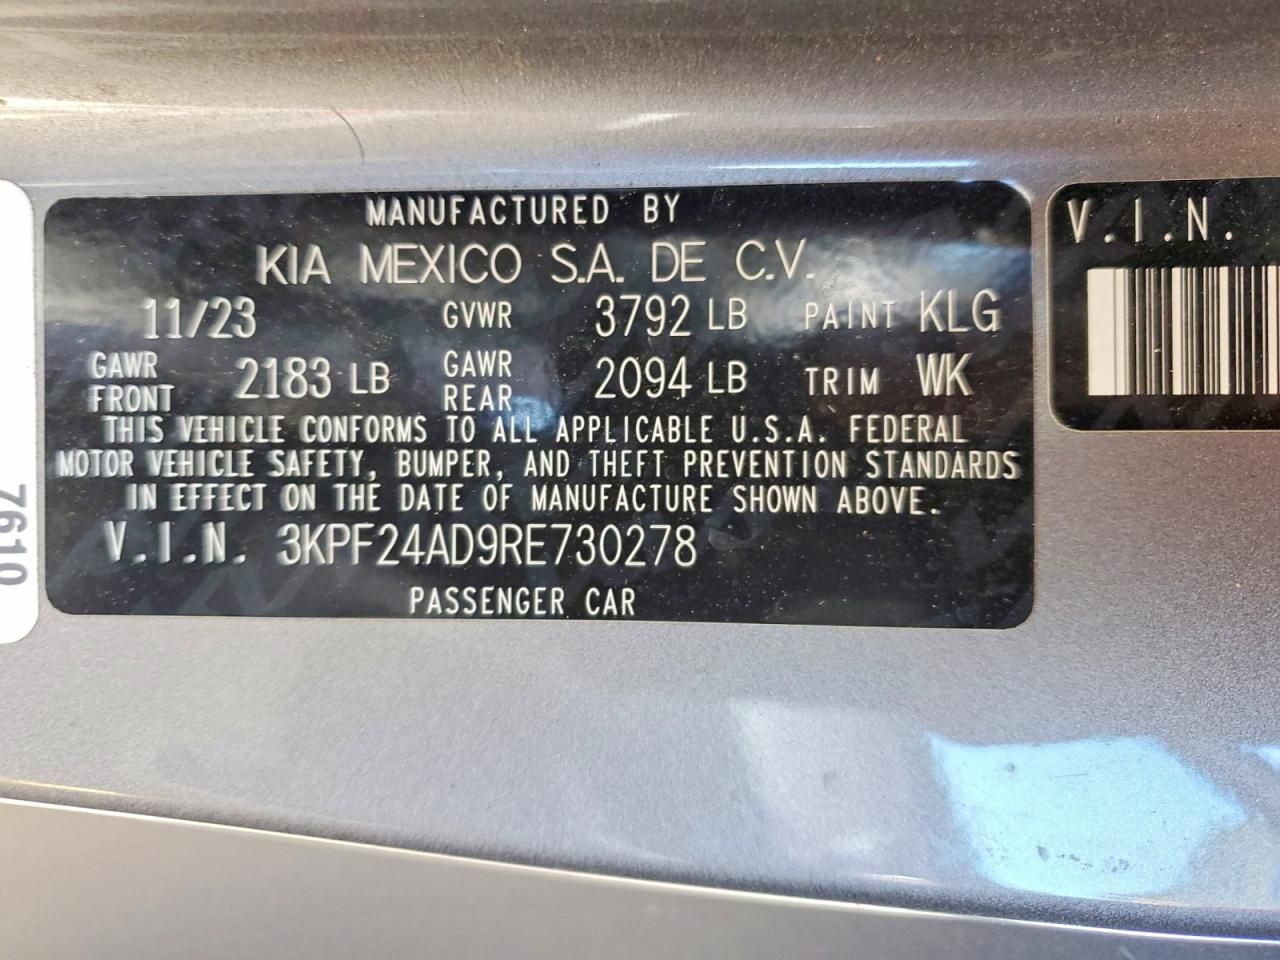 MANUFACTURED BY
KIA MEXICO S.A. DE C.V.
11/23 GVWR 3792 LB PAINT KLG
GAWR FRONT 2183 LB GAWR REAR 2094 LB TRIM WK
THIS VEHICLE CONFORMS TO ALL APPLICABLE U.S.A. FEDERAL
MOTOR VEHICLE SAFETY, BUMPER, AND THEFT PREVENTION STANDARDS
IN EFFECT ON THE DATE OF MANUFACTURE SHOWN ABOVE.
V.I.N. 3KPF24AD9RE730278
PASSENGER CAR
V.I.N.
7610